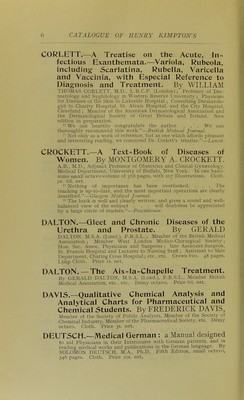 6 CATALOGUE OF HENRY KIMPTON'S
CORLETT.—A Treatise on the Acute, In-
fectious Exanthemata.—Variola, Rubeola,
including Scarlatina, Rubella, Varicella
and Vaccinia, with Especial Reference to
Diagnosis and Treatment. By WILLIAM
THOMAS CORLETT, M.D., L.R.C.P. (London), Professor of Der-
matology and Syphilology in Western Reserve University; Physician
for Diseases of the Skin to Lakeside Hospital; Consulting Dermatolo-
gist to Charity Hospital, St. Alexis Hospital, and the City Hospital,
Cleveland; Member of the American Dermatological Association and
the Dermatological Society of Great Britain and Ireland. New
edition in preparation.
" We can heartily congratulate the author . . . We can
thoroughly recommend this work."—British Medical Journal.
" Not only as a work of reference, but as one which affords pleasant
and interesting reading, we commend Dr. Corlett's treatise."—Lancet.
CROCKETT.—A Text-Book of Diseases of
Women. By MONTGOMERY A. CROCKETT,
A.B., M.D., Adjunct Professor of Obstetrics and Clinical Gynecology,
Medical Department, University of Buffalo, New York. In one hand-
some small octavo volume of 368 pages, with 107 illustrations. Cloth,
" Nothing of importance has been overlooked. . . . The
teaching is up-to-date, and the most important operations are clearly
described."—Glasgow Medical Journal.
" The book is well and clearly written, and gives a sound and well-
balanced view of the subject . . . well deserves to be appreciated
by a large circle of readers."—Practitioner.
DALTON.—Gleet and Chronic Diseases of the
Urethra and Prostate. By GERALD
DALTON, M.S.A. (Lond.), F.R.S.L., Member of the British Medical
Association; Member West London Medico-Chirurgical Society;
Hon. Sec. Assoc. Physicians and Surgeons; late Assistant-Surgeon,
St. Francis Hospital and Lecturer to Nursing Staff; Assistant, Throat
Department, Charing Cross Hospital; etc., etc. Crown 8vo. 48 pages.
Limp Cloth. Price 1s. net.
DALTON.—The Aix-la-Chapelle Treatment.
By GERALD DALTON, M.S.A. (Lond.), F.R.S.L., Member British
Medical Association, etc., etc. Demy octavo. Price 6d. net.
DAVIS.—Qualitative Chemical Analysis and
Analytical Charts for Pharmaceutical and
Chemical Students. By FREDERICK DAVIS,
Member of the Society of Public Analysts, Member of the Society of
Chemical Industry, Member of the Pharmaceutical Society, etc. Demy
octavo. Cloth. Price 3s. net.
DEUTSCH.—Medical German: a Manual designed
to aid Physicians in their Intercourse with German patients, and in
reading medical works and publications in the German language. By
SOLOMON DEUTSCH, M.A., Ph.D. Fifth Edition, small octavo,
346 pages. Cloth. Price 10s. net.